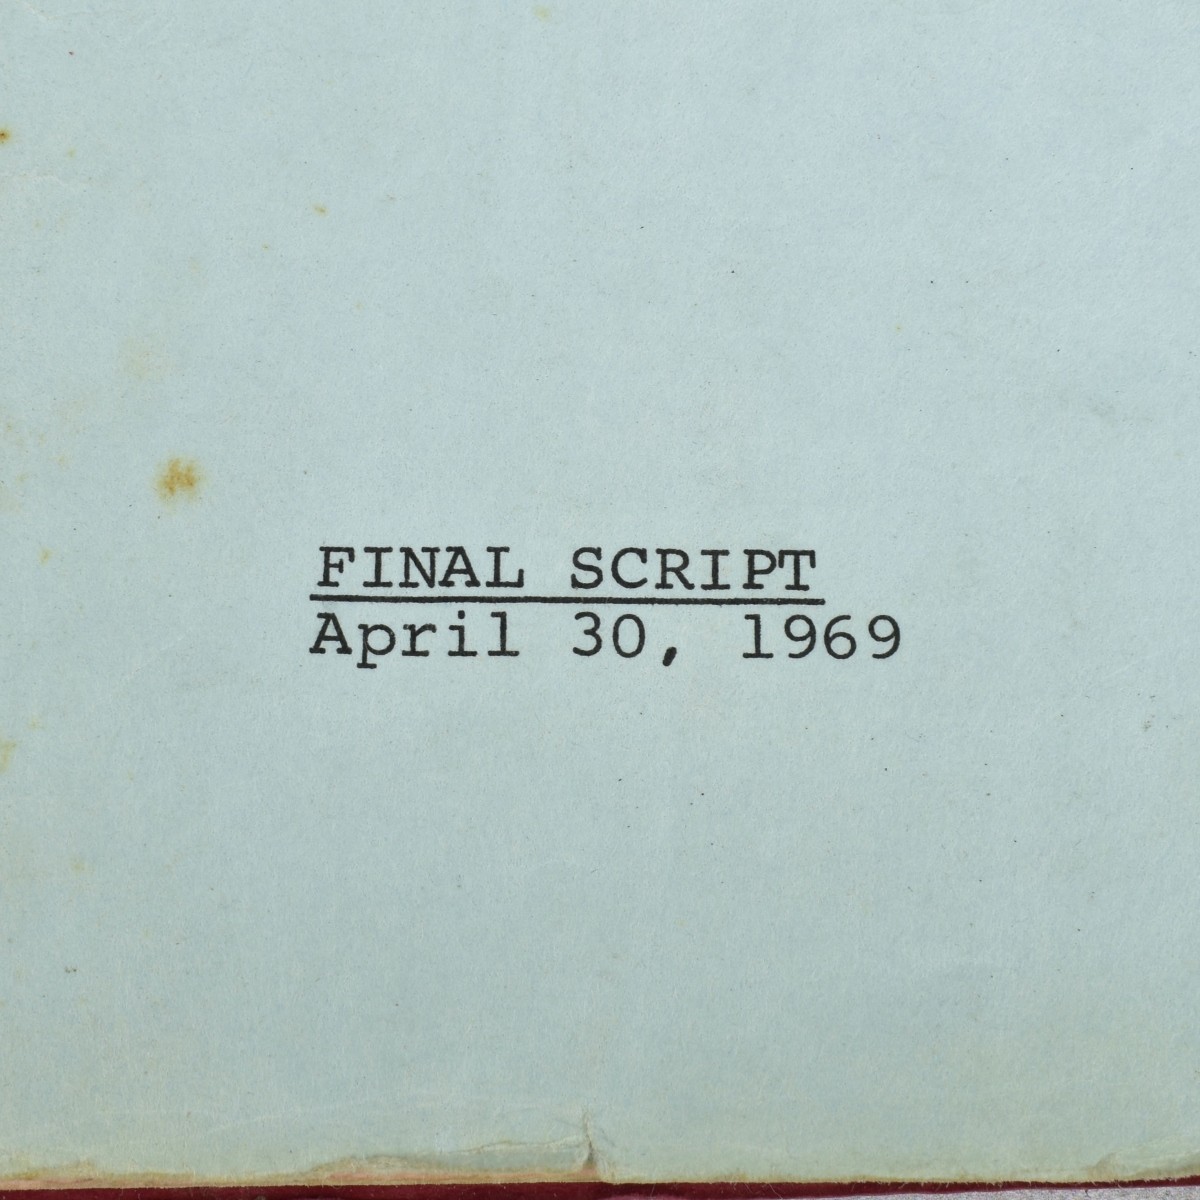 FINAL SCRIPT
April 30, 1969